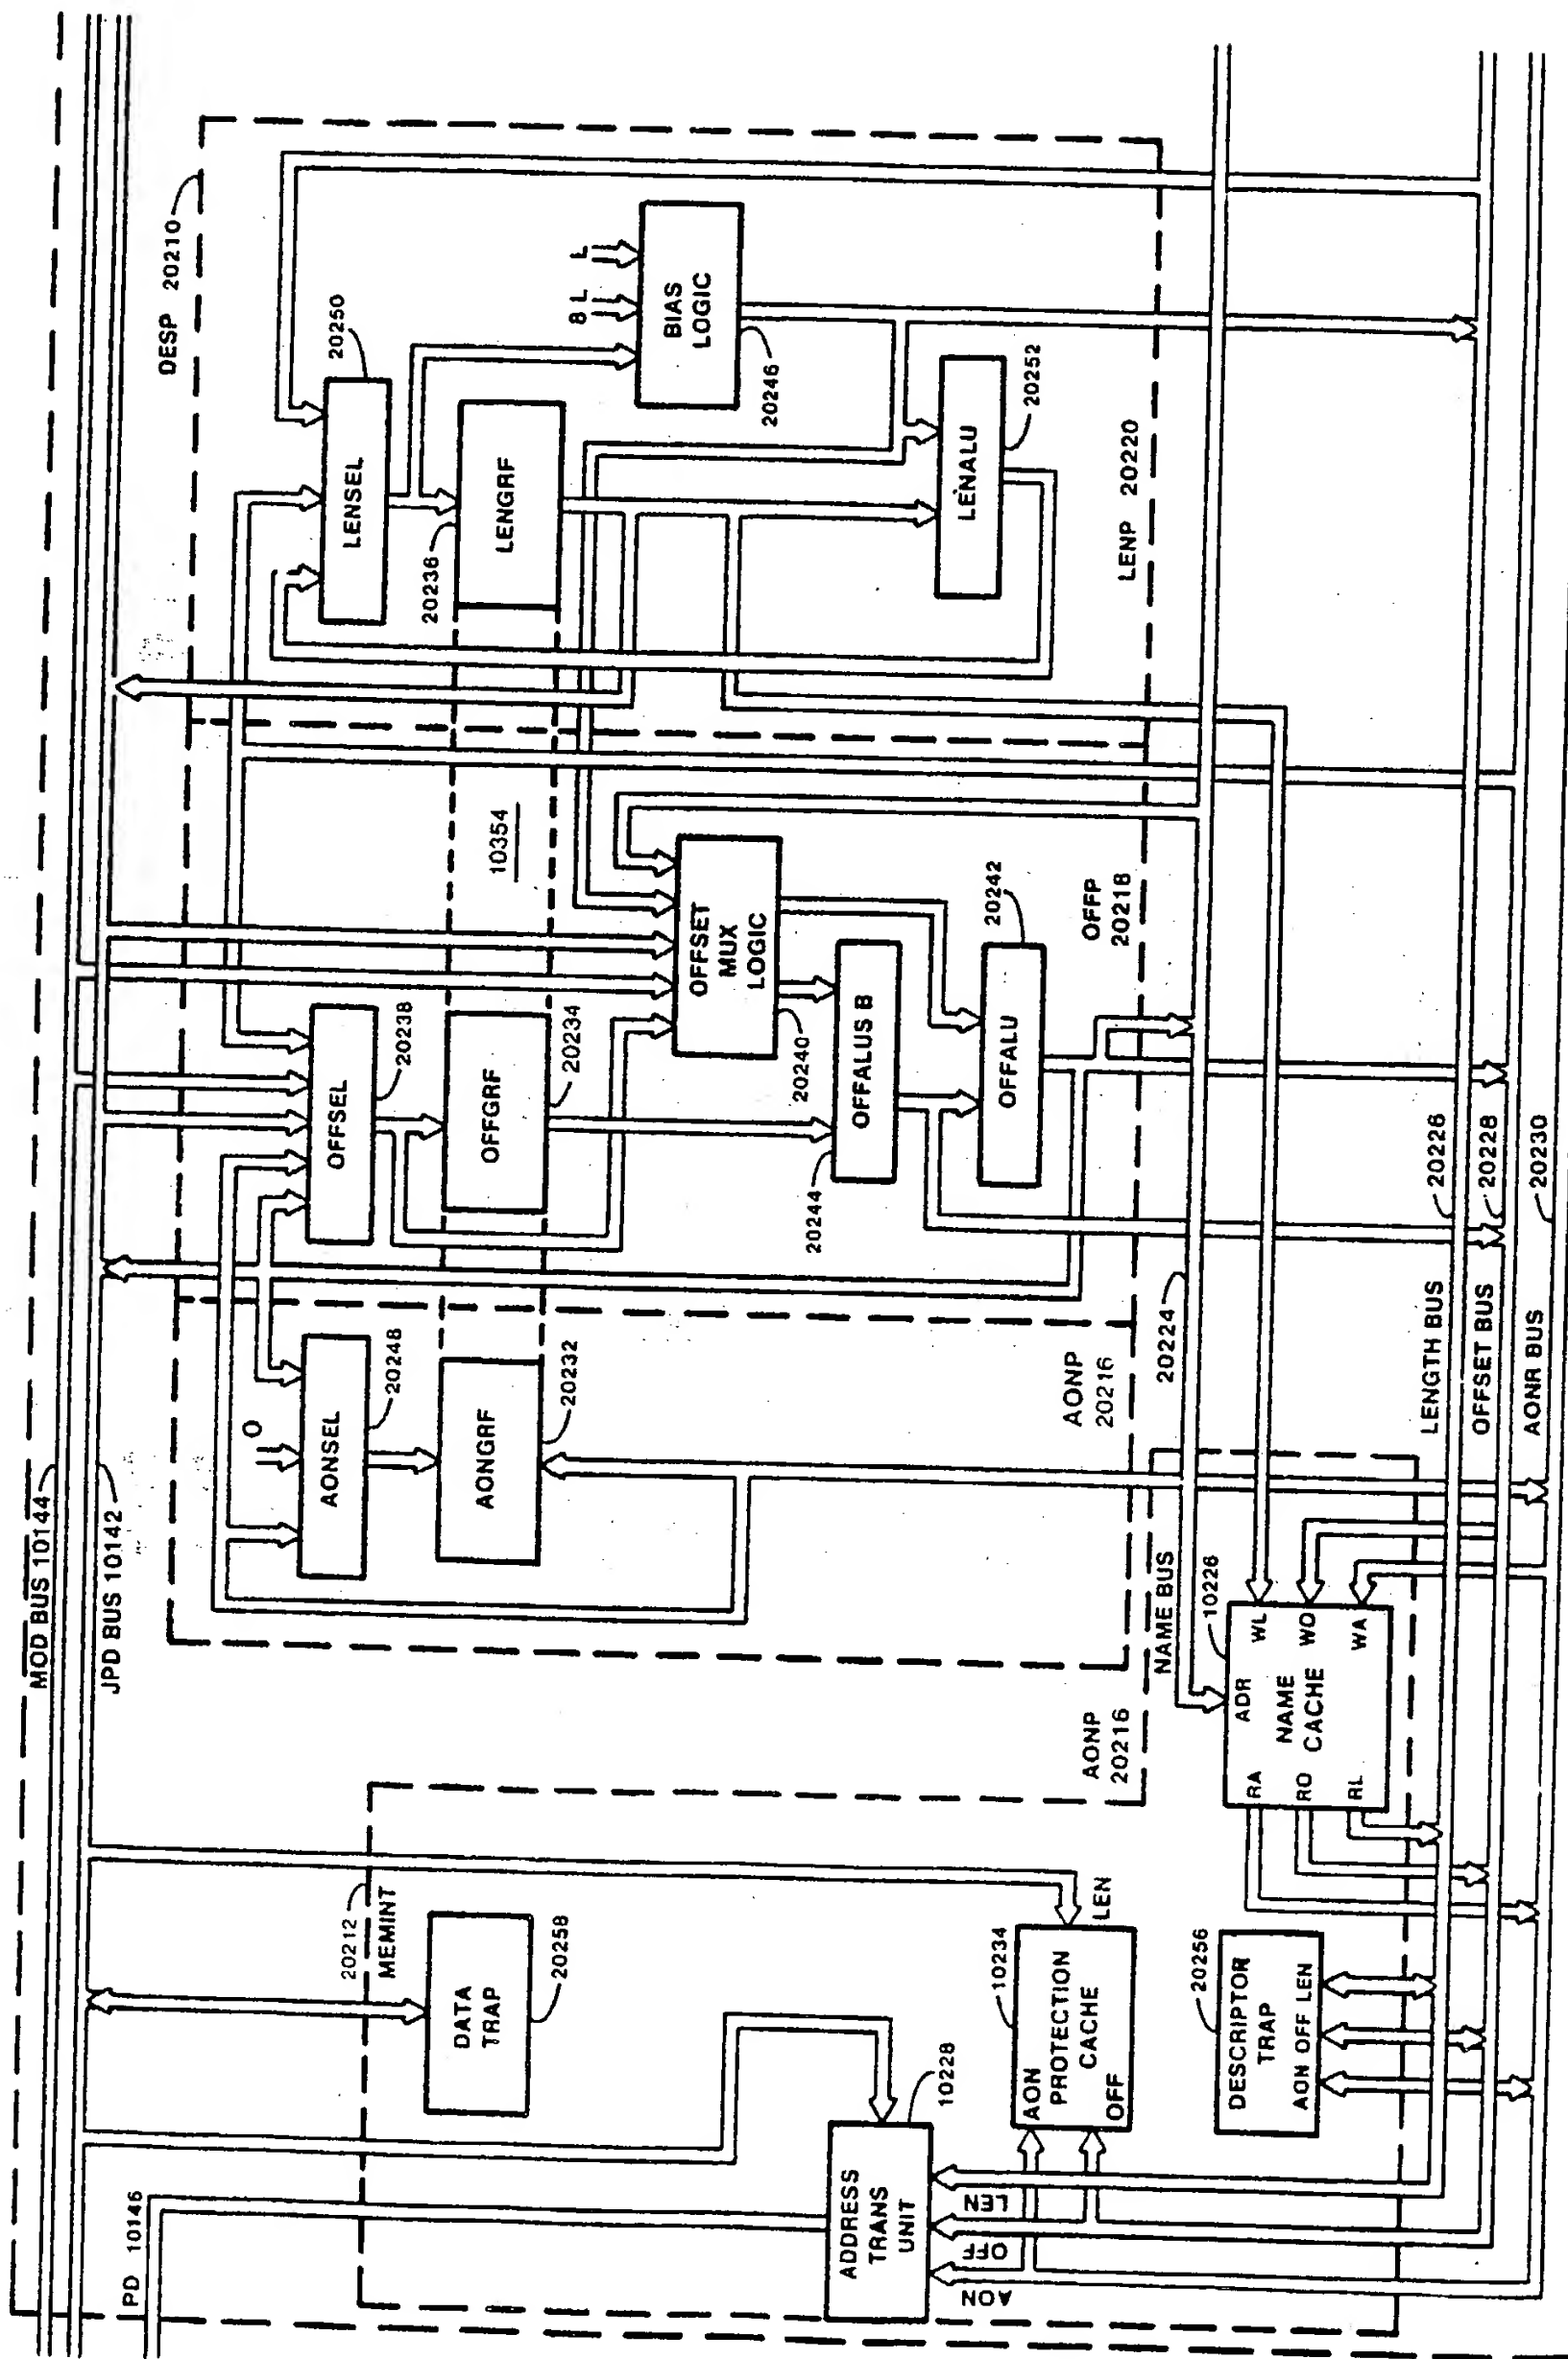 MOD BUS 10144
JPD BUS 10142
PD 10146
DESP 20210
20212
MEMINT
DATA
TRAP
20258
ADDRESS
TRANS
UNIT
10228
AON
OFF
LEN
10234
AON
PROTECTION
CACHE
OFF
LEN
20256
DESCRIPTOR
TRAP
AON OFF LEN
AONP
20216
NAME BUS
10226
ADR
NAME
CACHE
RA
RO
RL
WL
WO
WA
O
AONSEL
20248
AONGRF
20232
AONP
20216
20224
OFFSEL
20238
OFFGRF
20234
10354
OFFSET
MUX
LOGIC
20240
OFFALUS B
20244
OFFALU
20242
OFFP
20218
LENSEL
20250
LENGRF
20236
8 L
L
BIAS
LOGIC
20246
LENALU
20252
LENP 20220
LENGTH BUS
20226
OFFSET BUS
20228
AONR BUS
20230